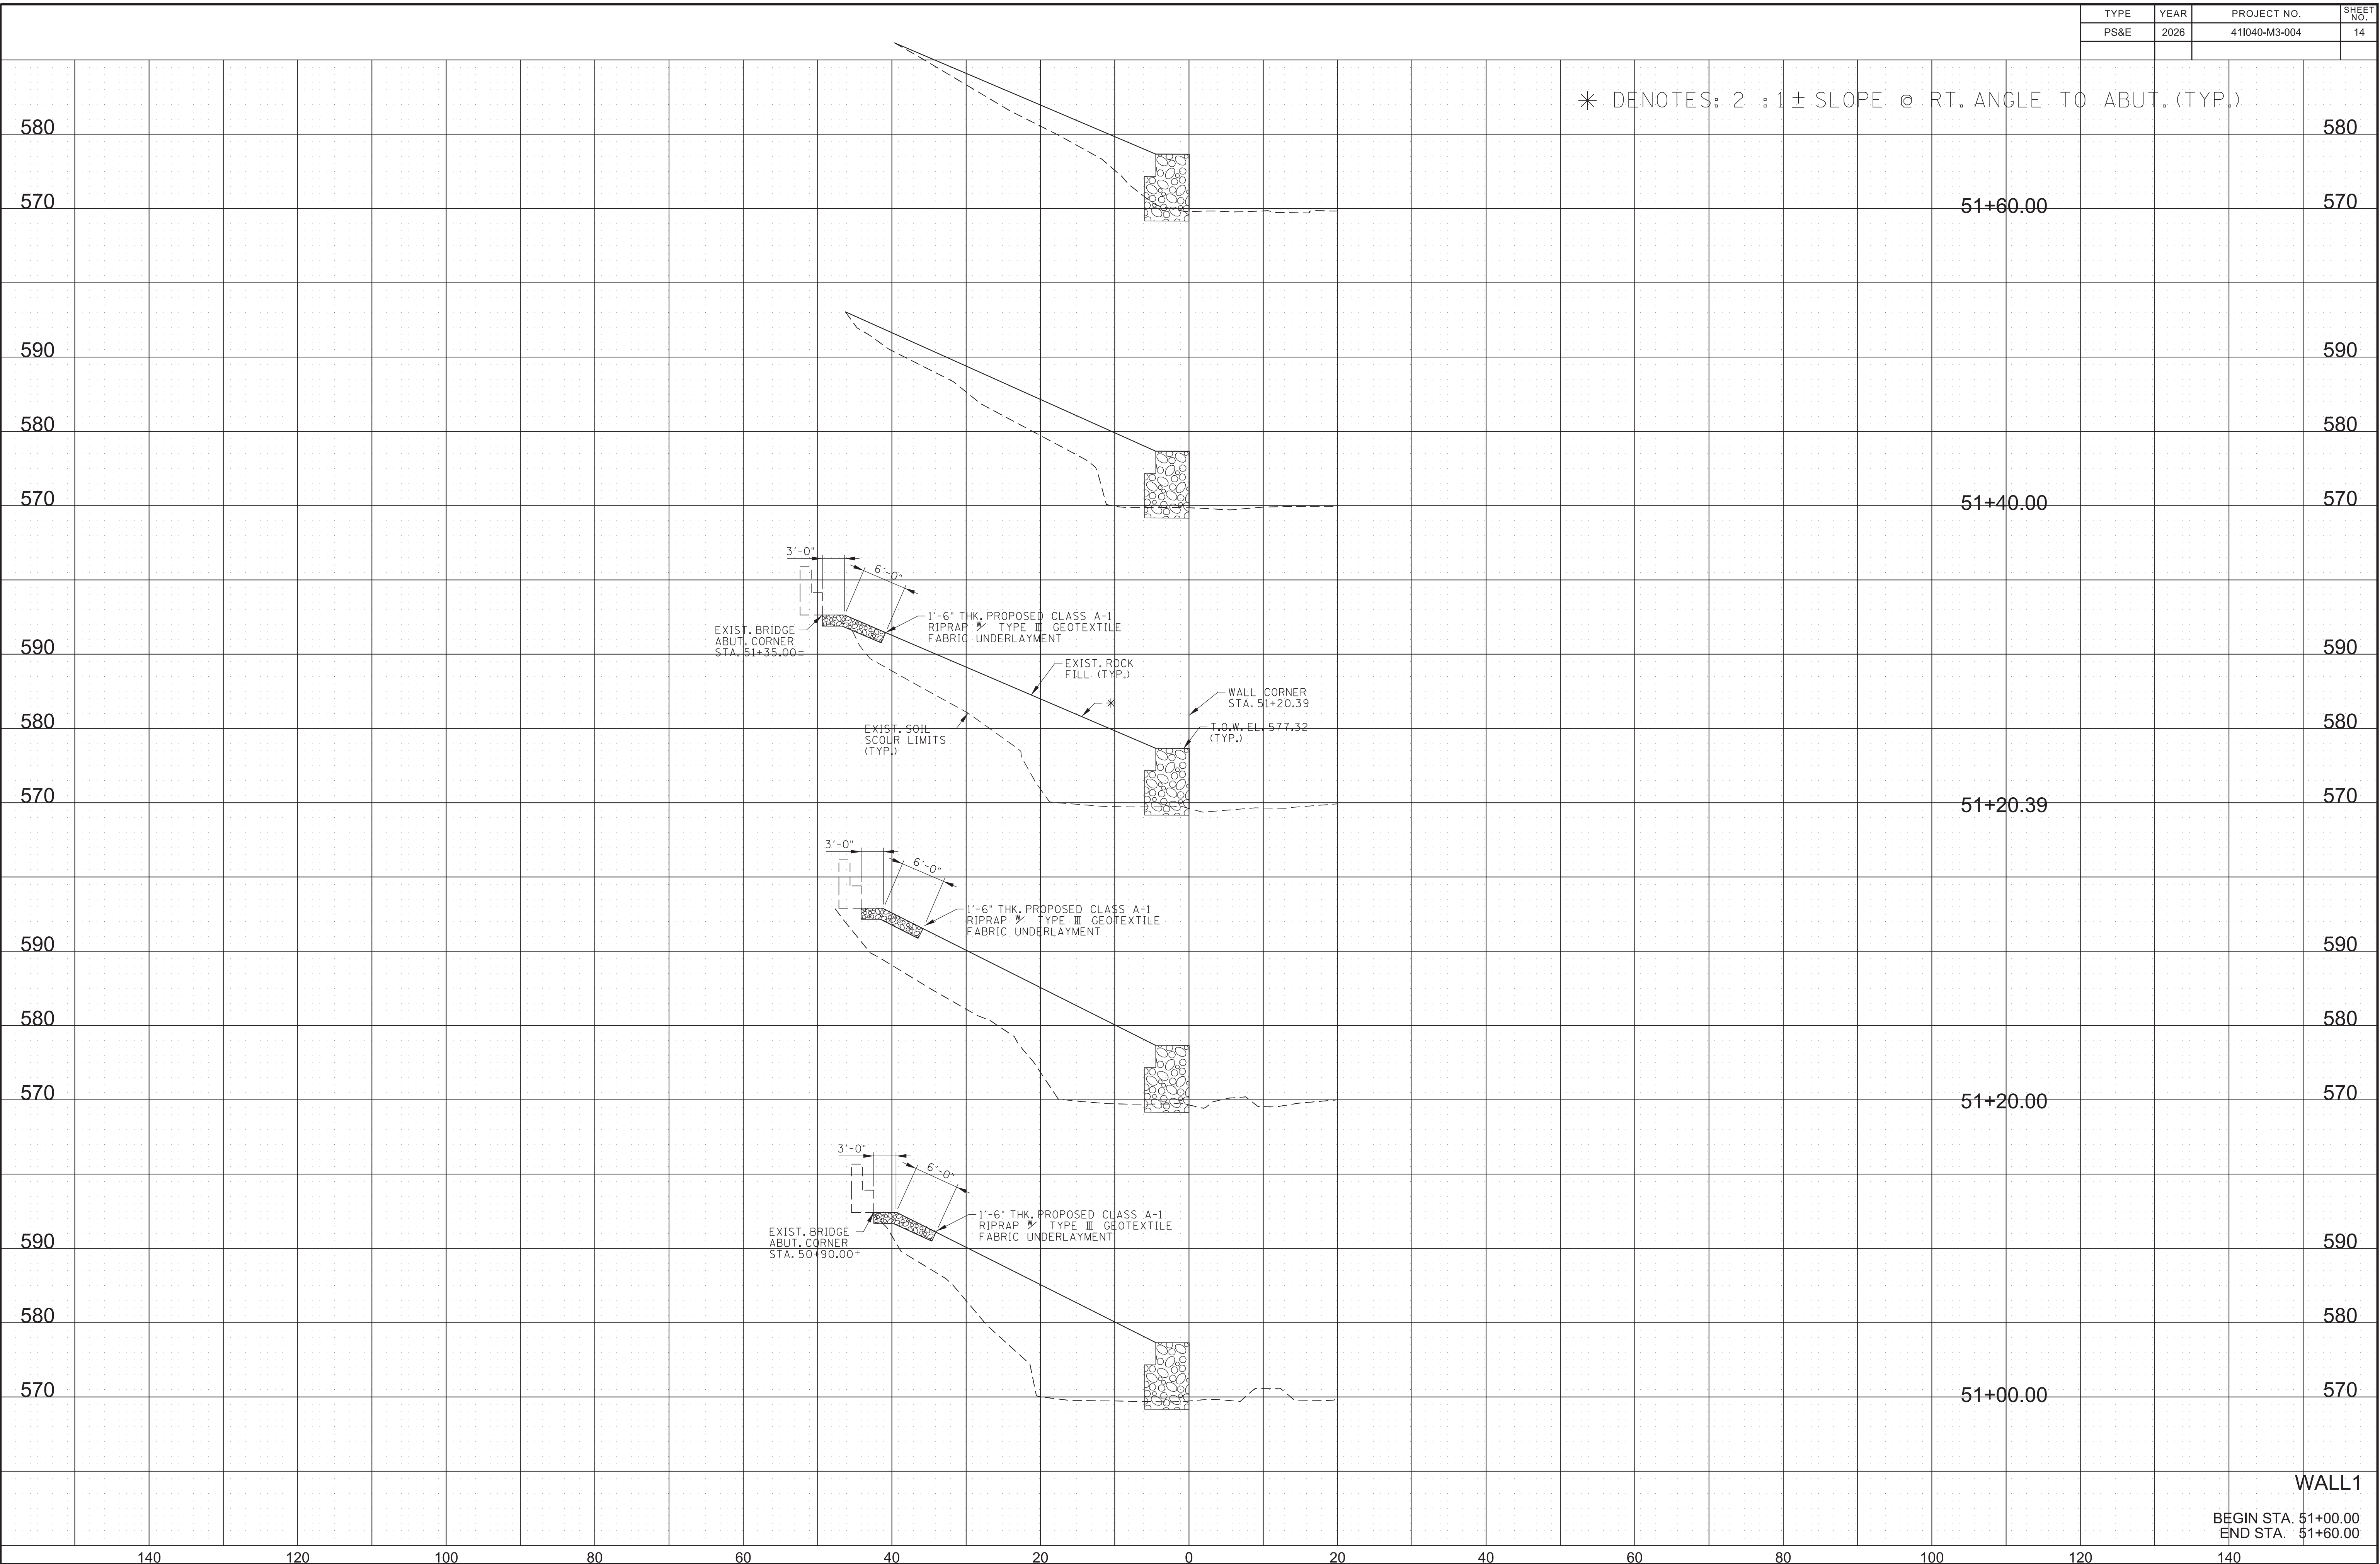 TYPE YEAR PROJECT NO. SHEET NO.
PS&E 2026 41I040-M3-004 14
✳ DENOTES: 2 :1± SLOPE @ RT. ANGLE TO ABUT. (TYP.)
580 580
570 51+60.00 570
590 590
580 580
570 51+40.00 570
3'-0"
6'-0"
1'-6" THK. PROPOSED CLASS A-1
RIPRAP W/ TYPE III GEOTEXTILE
FABRIC UNDERLAYMENT
EXIST. BRIDGE
ABUT. CORNER
STA. 51+35.00±
590 590
EXIST. ROCK
FILL (TYP.)
✳
WALL CORNER
STA. 51+20.39
EXIST. SOIL
SCOUR LIMITS
(TYP.)
T.O.W. EL. 577.32
(TYP.)
580 580
570 51+20.39 570
3'-0"
6'-0"
1'-6" THK. PROPOSED CLASS A-1
RIPRAP W/ TYPE III GEOTEXTILE
FABRIC UNDERLAYMENT
590 590
580 580
570 51+20.00 570
3'-0"
6'-0"
1'-6" THK. PROPOSED CLASS A-1
RIPRAP W/ TYPE III GEOTEXTILE
FABRIC UNDERLAYMENT
EXIST. BRIDGE
ABUT. CORNER
STA. 50+90.00±
590 590
580 580
570 51+00.00 570
WALL1
BEGIN STA. 51+00.00
END STA. 51+60.00
140 120 100 80 60 40 20 0 20 40 60 80 100 120 140